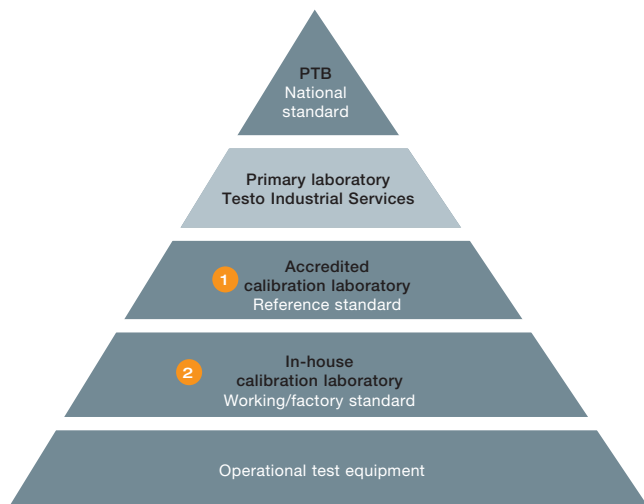 PTB
National
standard
Primary laboratory
Testo Industrial Services
1
Accredited
calibration laboratory
Reference standard
2
In-house
calibration laboratory
Working/factory standard
Operational test equipment